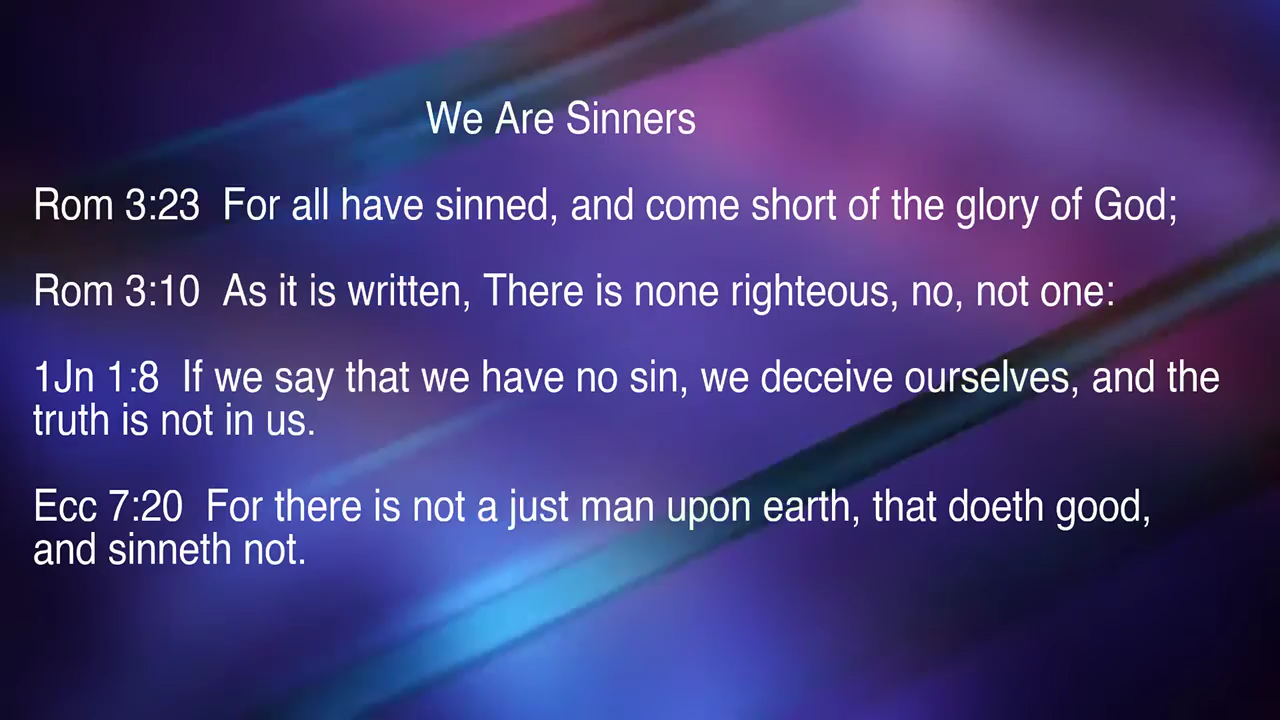 We Are Sinners
Rom 3:23  For all have sinned, and come short of the glory of God;
Rom 3:10  As it is written, There is none righteous, no, not one:
1Jn 1:8  If we say that we have no sin, we deceive ourselves, and the
truth is not in us.
Ecc 7:20  For there is not a just man upon earth, that doeth good,
and sinneth not.